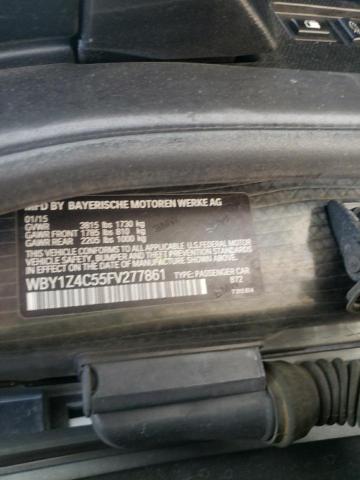 MFD BY BAYERISCHE MOTOREN WERKE AG
01/15
GVWR 3815 lbs 1730 kg
GAWR FRONT 1786 lbs 810 kg
GAWR REAR 2205 lbs 1000 kg
THIS VEHICLE CONFORMS TO ALL APPLICABLE U.S. FEDERAL
MOTOR VEHICLE SAFETY, BUMPER, AND THEFT PREVENTION STANDARDS
IN EFFECT ON THE DATE OF MANUFACTURE SHOWN ABOVE.
WBY1Z4C55FV277861 TYPE: PASSENGER CAR
B72